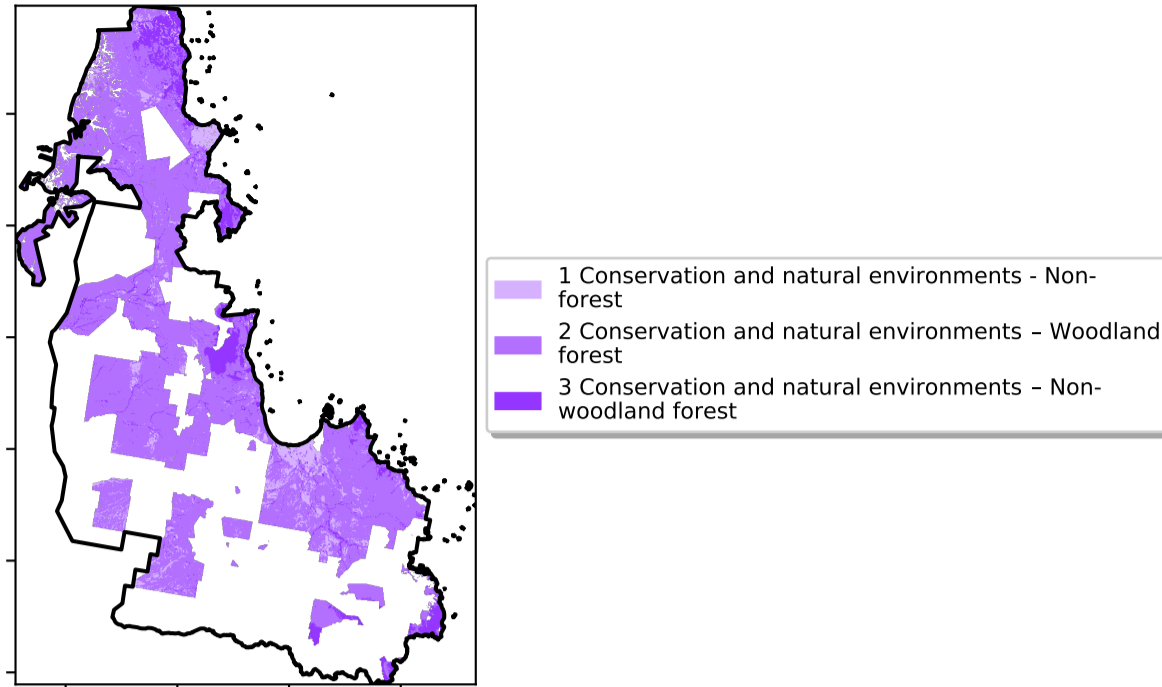 1 Conservation and natural environments - Non-
forest
2 Conservation and natural environments – Woodland
forest
3 Conservation and natural environments – Non-
woodland forest